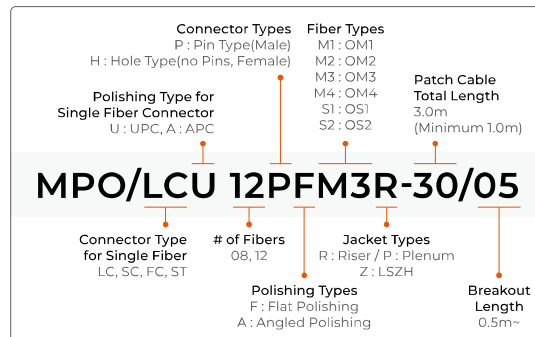 Connector Types
P : Pin Type(Male)
H : Hole Type(no Pins, Female)
Fiber Types
M1 : OM1
M2 : OM2
M3 : OM3
M4 : OM4
S1 : OS1
S2 : OS2
Polishing Type for
Single Fiber Connector
U : UPC, A : APC
Patch Cable
Total Length
3.0m
(Minimum 1.0m)
MPO/LCU 12PFM3R-30/05
Connector Type
for Single Fiber
LC, SC, FC, ST
# of Fibers
08, 12
Jacket Types
R : Riser / P : Plenum
Z : LSZH
Polishing Types
F : Flat Polishing
A : Angled Polishing
Breakout
Length
0.5m~